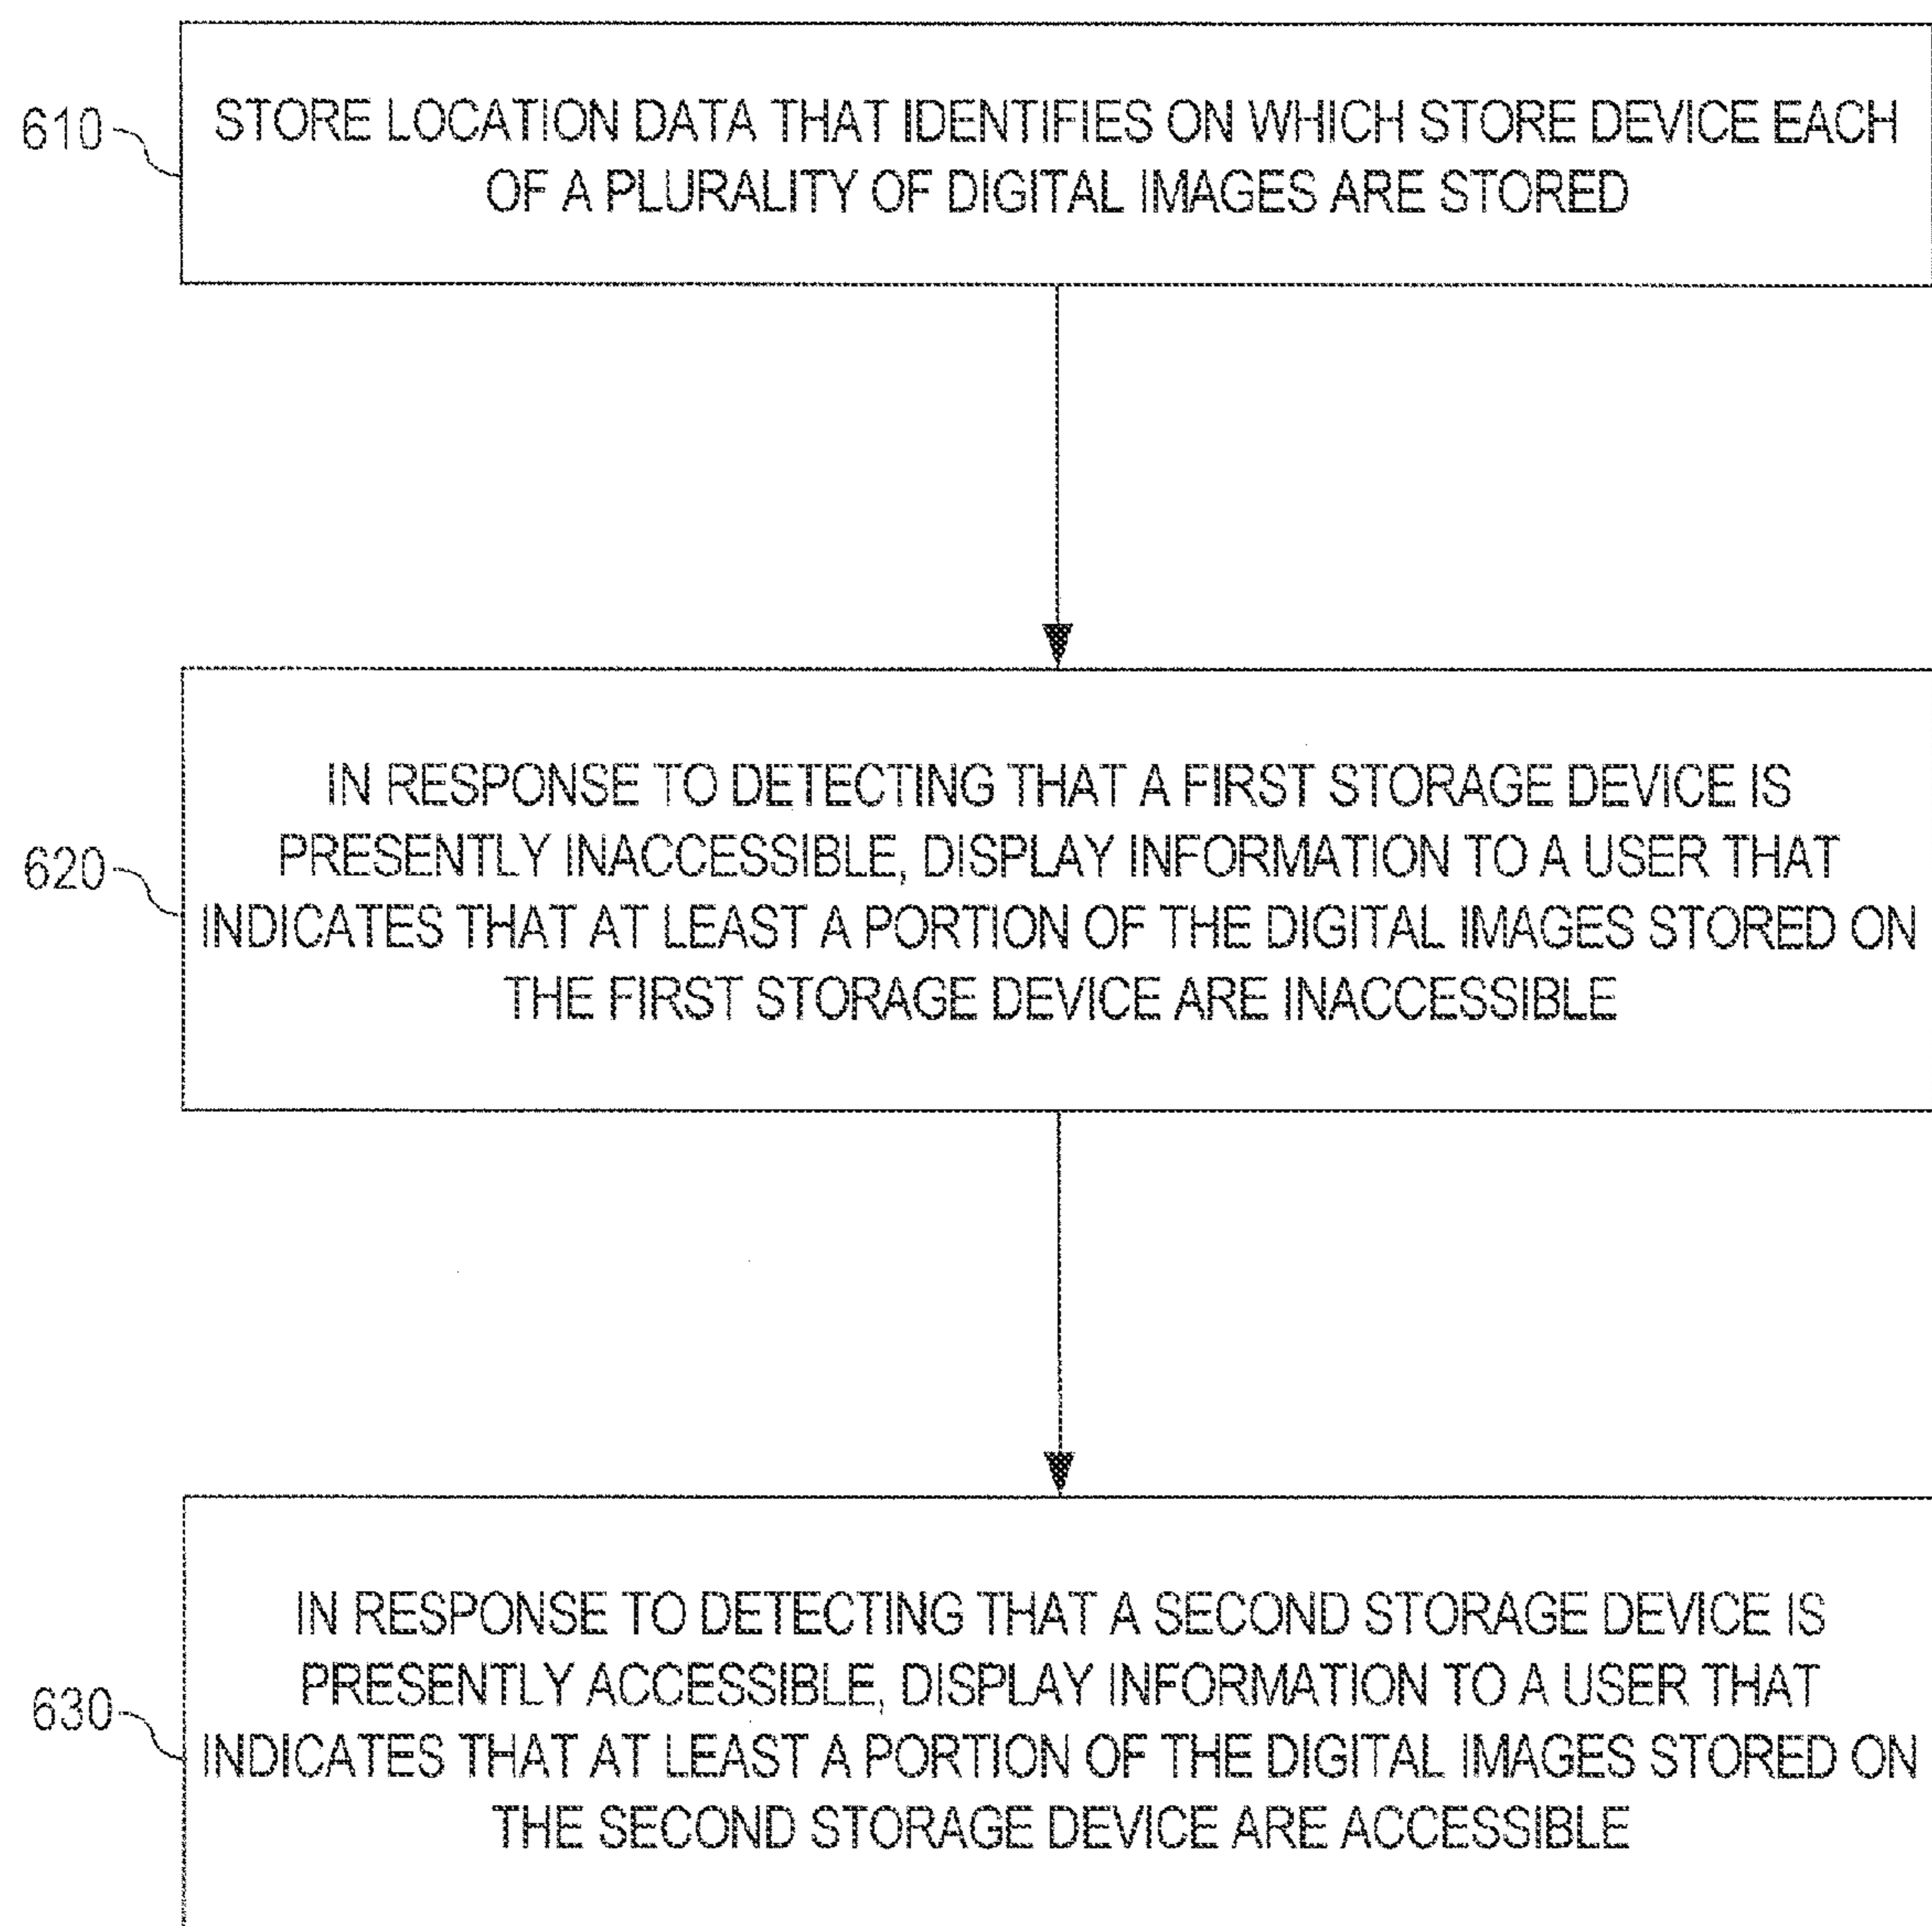 610
STORE LOCATION DATA THAT IDENTIFIES ON WHICH STORE DEVICE EACH
OF A PLURALITY OF DIGITAL IMAGES ARE STORED
620
IN RESPONSE TO DETECTING THAT A FIRST STORAGE DEVICE IS
PRESENTLY INACCESSIBLE, DISPLAY INFORMATION TO A USER THAT
INDICATES THAT AT LEAST A PORTION OF THE DIGITAL IMAGES STORED ON
THE FIRST STORAGE DEVICE ARE INACCESSIBLE
630
IN RESPONSE TO DETECTING THAT A SECOND STORAGE DEVICE IS
PRESENTLY ACCESSIBLE, DISPLAY INFORMATION TO A USER THAT
INDICATES THAT AT LEAST A PORTION OF THE DIGITAL IMAGES STORED ON
THE SECOND STORAGE DEVICE ARE ACCESSIBLE